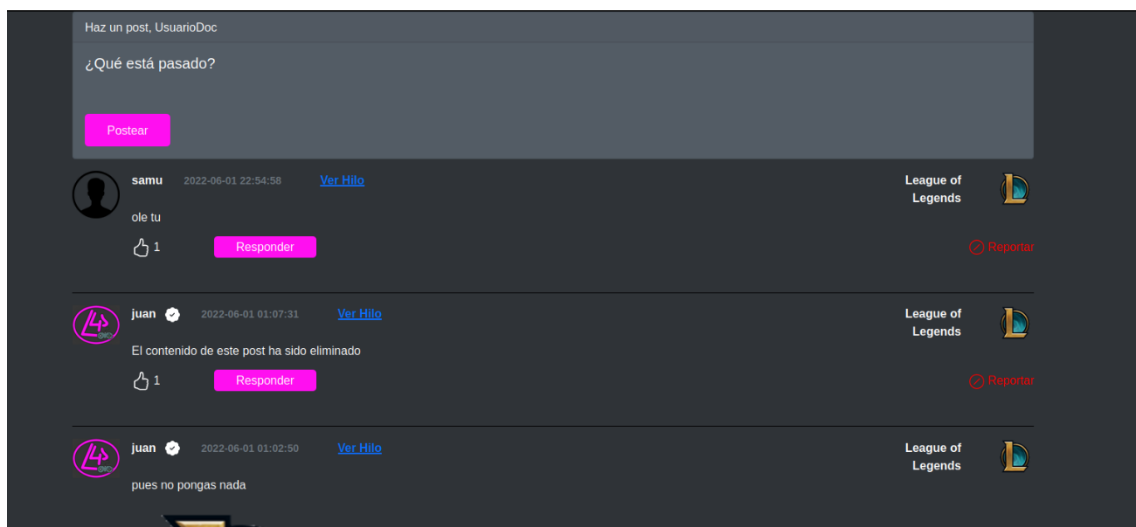 Haz un post, UsuarioDoc
¿Qué está pasado?
Postear
samu 2022-06-01 22:54:58 Ver Hilo
League of
Legends
ole tu
1 Responder Reportar
juan 2022-06-01 01:07:31 Ver Hilo
League of
Legends
El contenido de este post ha sido eliminado
1 Responder Reportar
juan 2022-06-01 01:02:50 Ver Hilo
League of
Legends
pues no pongas nada